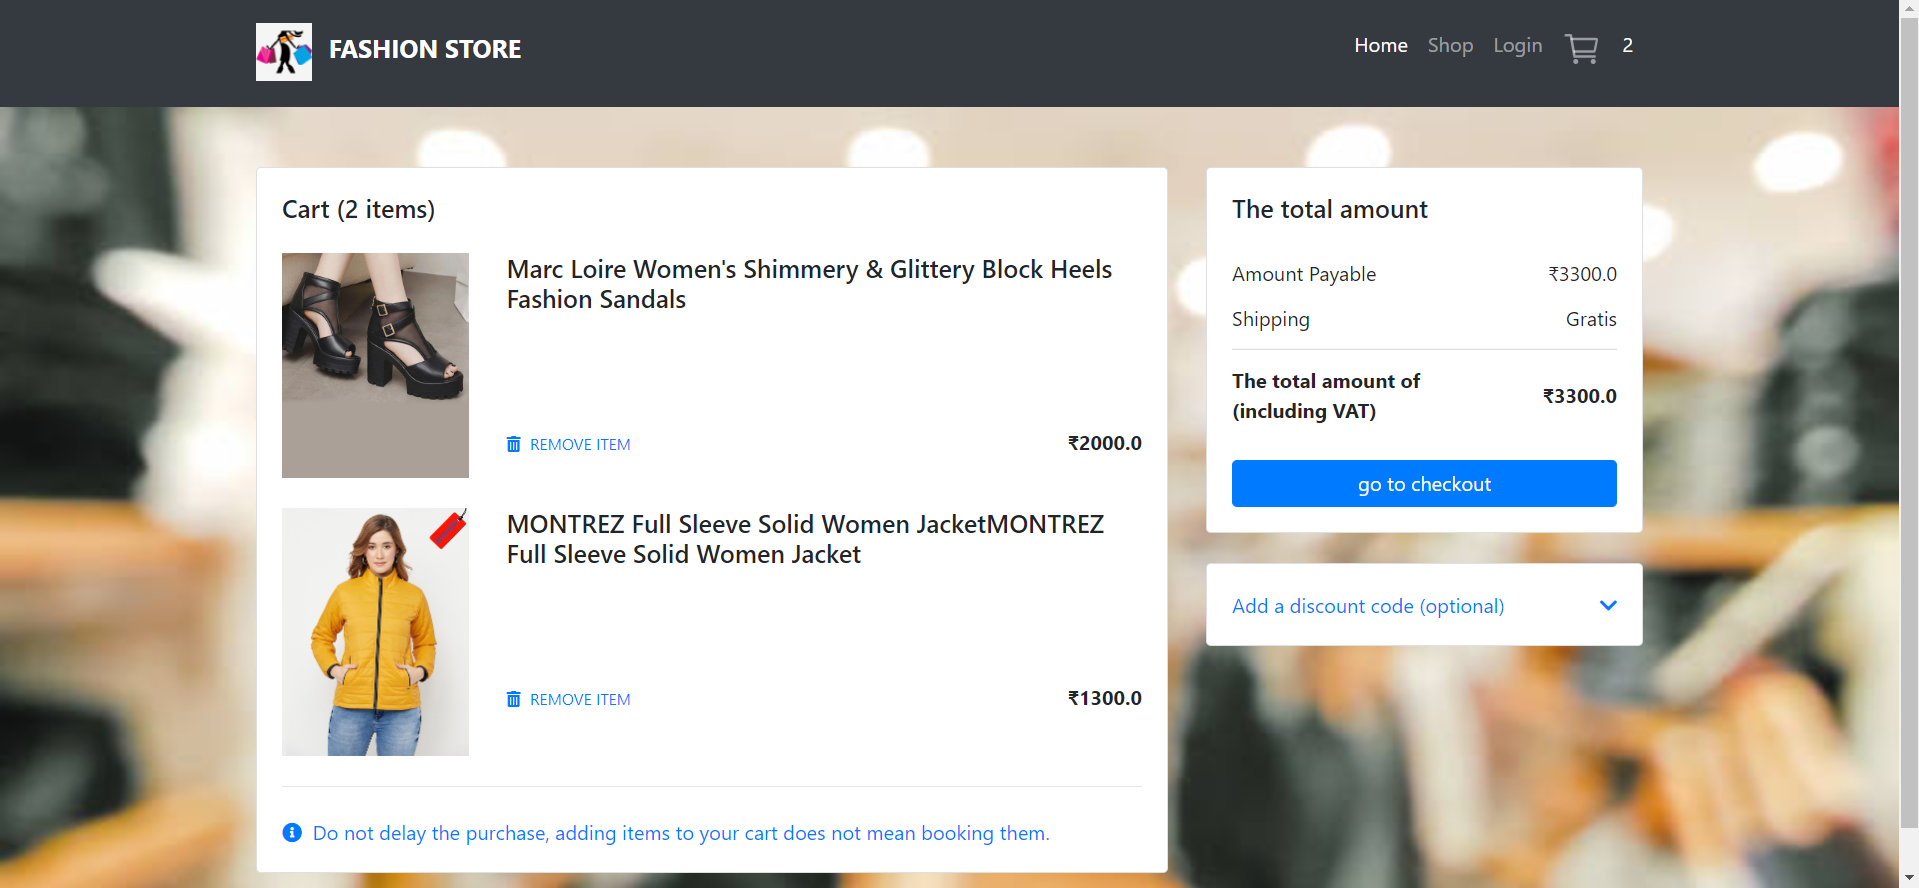 FASHION STORE
Home Shop Login 2
Cart (2 items)
Marc Loire Women's Shimmery & Glittery Block Heels
Fashion Sandals
REMOVE ITEM ₹2000.0
MONTREZ Full Sleeve Solid Women JacketMONTREZ
Full Sleeve Solid Women Jacket
REMOVE ITEM ₹1300.0
Do not delay the purchase, adding items to your cart does not mean booking them.
The total amount
Amount Payable ₹3300.0
Shipping Gratis
The total amount of
(including VAT) ₹3300.0
go to checkout
Add a discount code (optional)